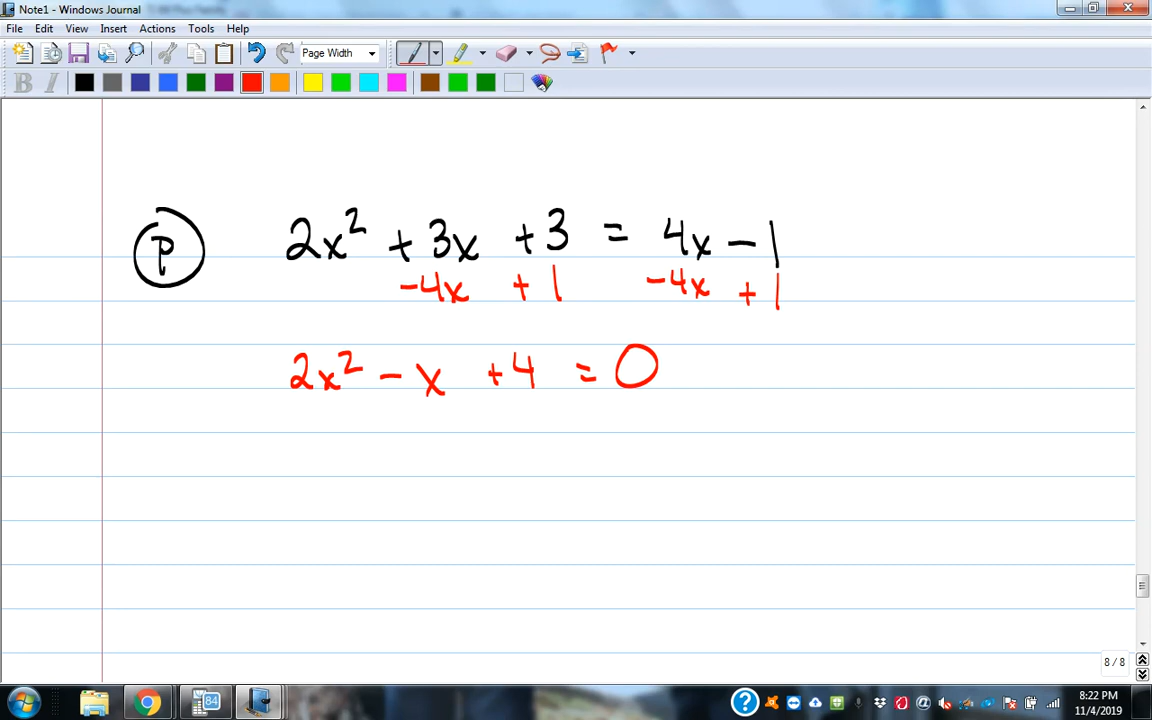 Note1 - Windows Journal
File Edit View Insert Actions Tools Help
Page Width
B I
P 2x² + 3x + 3 = 4x - 1
-4x + 1 -4x + 1
2x² - x + 4 = 0
8 / 8
84
8:22 PM
11/4/2019